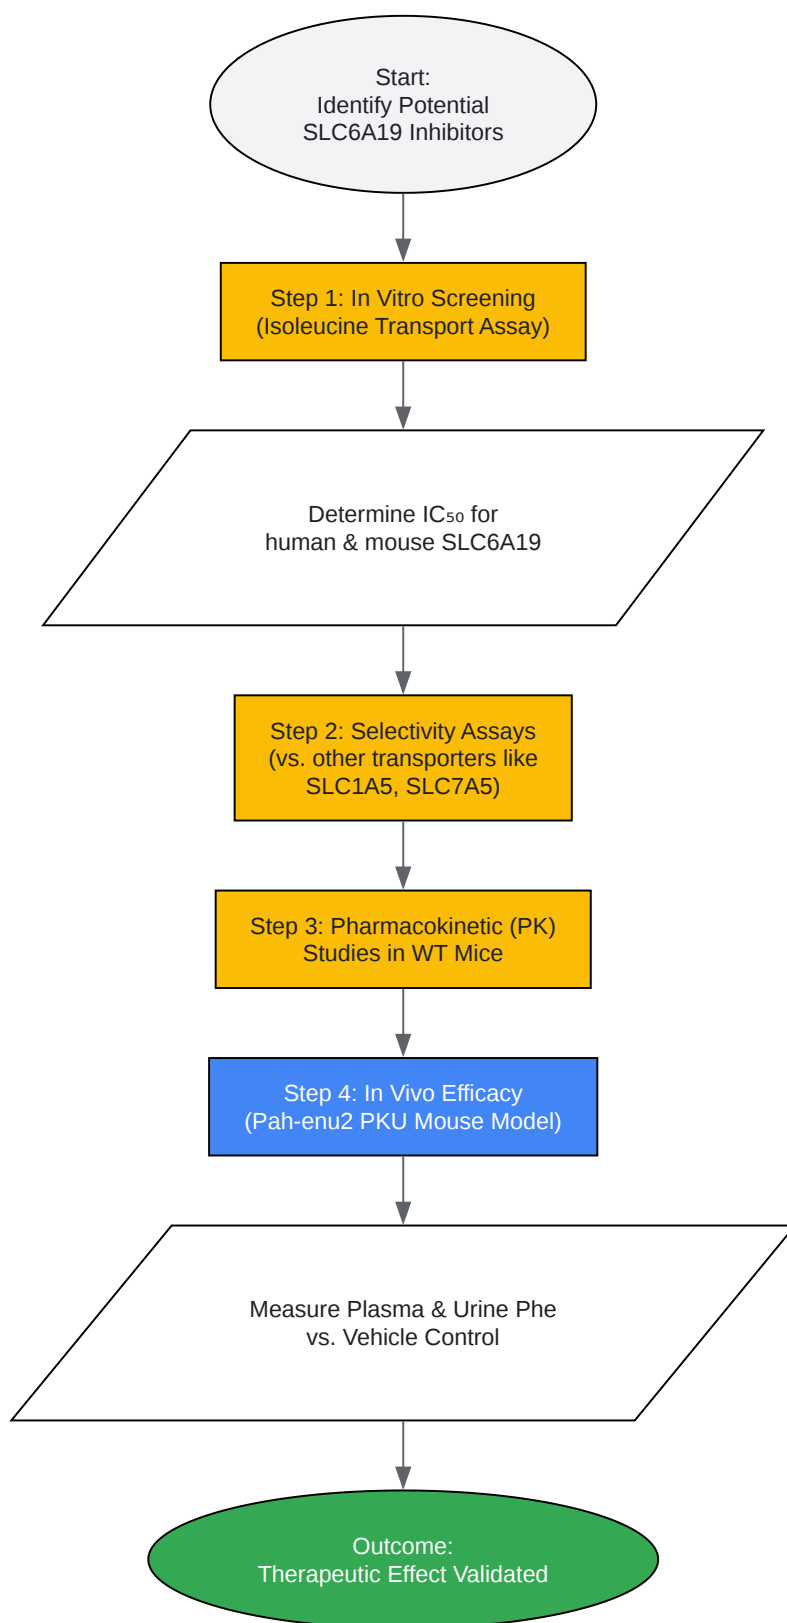 Start:
Identify Potential
SLC6A19 Inhibitors
Step 1: In Vitro Screening
(Isoleucine Transport Assay)
Determine IC₅₀ for
human & mouse SLC6A19
Step 2: Selectivity Assays
(vs. other transporters like
SLC1A5, SLC7A5)
Step 3: Pharmacokinetic (PK)
Studies in WT Mice
Step 4: In Vivo Efficacy
(Pah-enu2 PKU Mouse Model)
Measure Plasma & Urine Phe
vs. Vehicle Control
Outcome:
Therapeutic Effect Validated